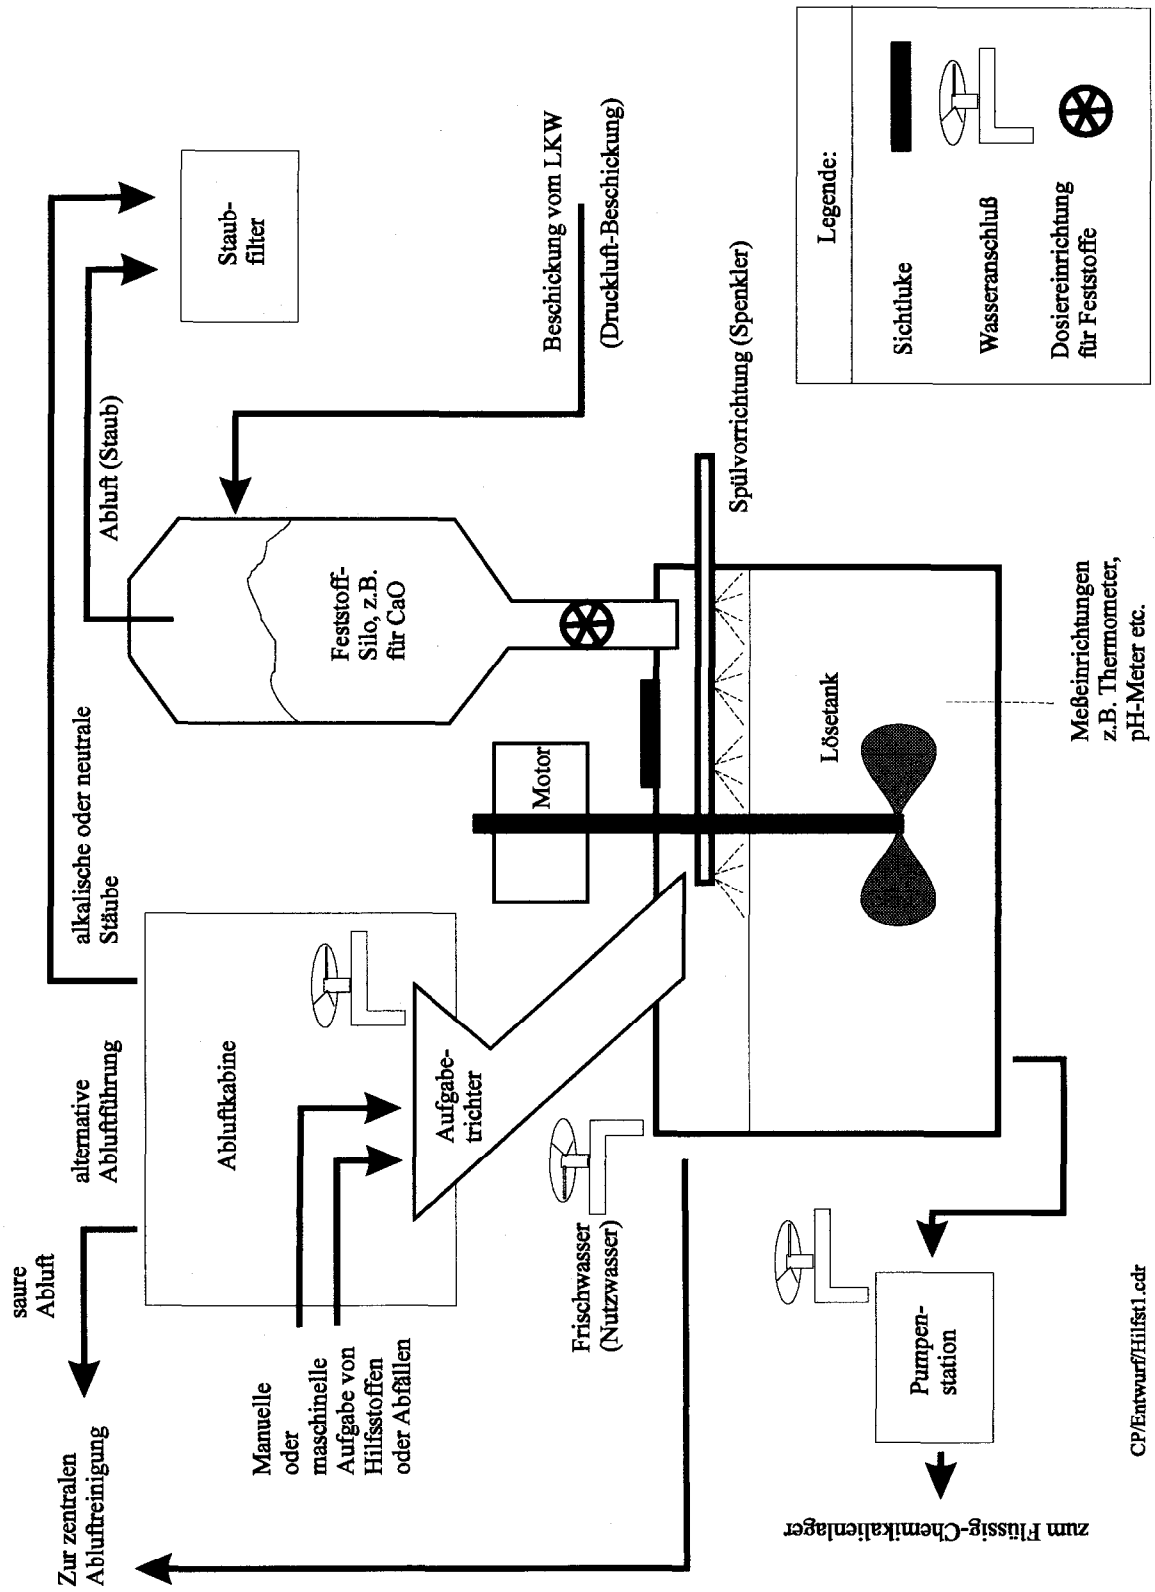 Zur zentralen
Abluftreinigung
saure
Abluft
alternative
Abluftführung
alkalische oder neutrale
Stäube
Abluft (Staub)
Staub-
filter
Abluftkabine
Manuelle
oder
maschinelle
Aufgabe von
Hilfsstoffen
oder Abfällen
Aufgabe-
trichter
Motor
Feststoff-
Silo, z.B.
für CaO
Beschickung vom LKW
(Druckluft-Beschickung)
Frischwasser
(Nutzwasser)
Spülvorrichtung (Spenkler)
Lösetank
Pumpen-
station
zum Flüssig-Chemikalienlager
Meßeinrichtungen
z.B. Thermometer,
pH-Meter etc.
Legende:
Sichtluke
Wasseranschluß
Dosiereinrichtung
für Feststoffe
CP/Entwurf/Hilfst1.cdr